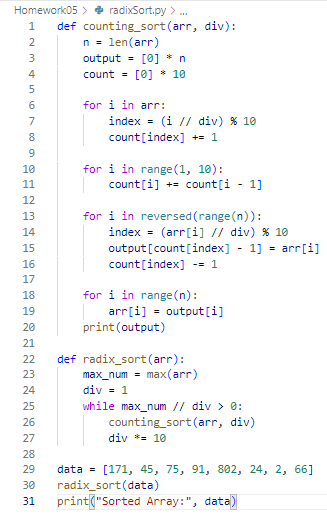 Homework05 > radixSort.py > ...
1 def counting_sort(arr, div):
2     n = len(arr)
3     output = [0] * n
4     count = [0] * 10
5
6     for i in arr:
7         index = (i // div) % 10
8         count[index] += 1
9
10     for i in range(1, 10):
11         count[i] += count[i - 1]
12
13     for i in reversed(range(n)):
14         index = (arr[i] // div) % 10
15         output[count[index] - 1] = arr[i]
16         count[index] -= 1
17
18     for i in range(n):
19         arr[i] = output[i]
20     print(output)
21
22 def radix_sort(arr):
23     max_num = max(arr)
24     div = 1
25     while max_num // div > 0:
26         counting_sort(arr, div)
27         div *= 10
28
29 data = [171, 45, 75, 91, 802, 24, 2, 66]
30 radix_sort(data)
31 print("Sorted Array:", data)